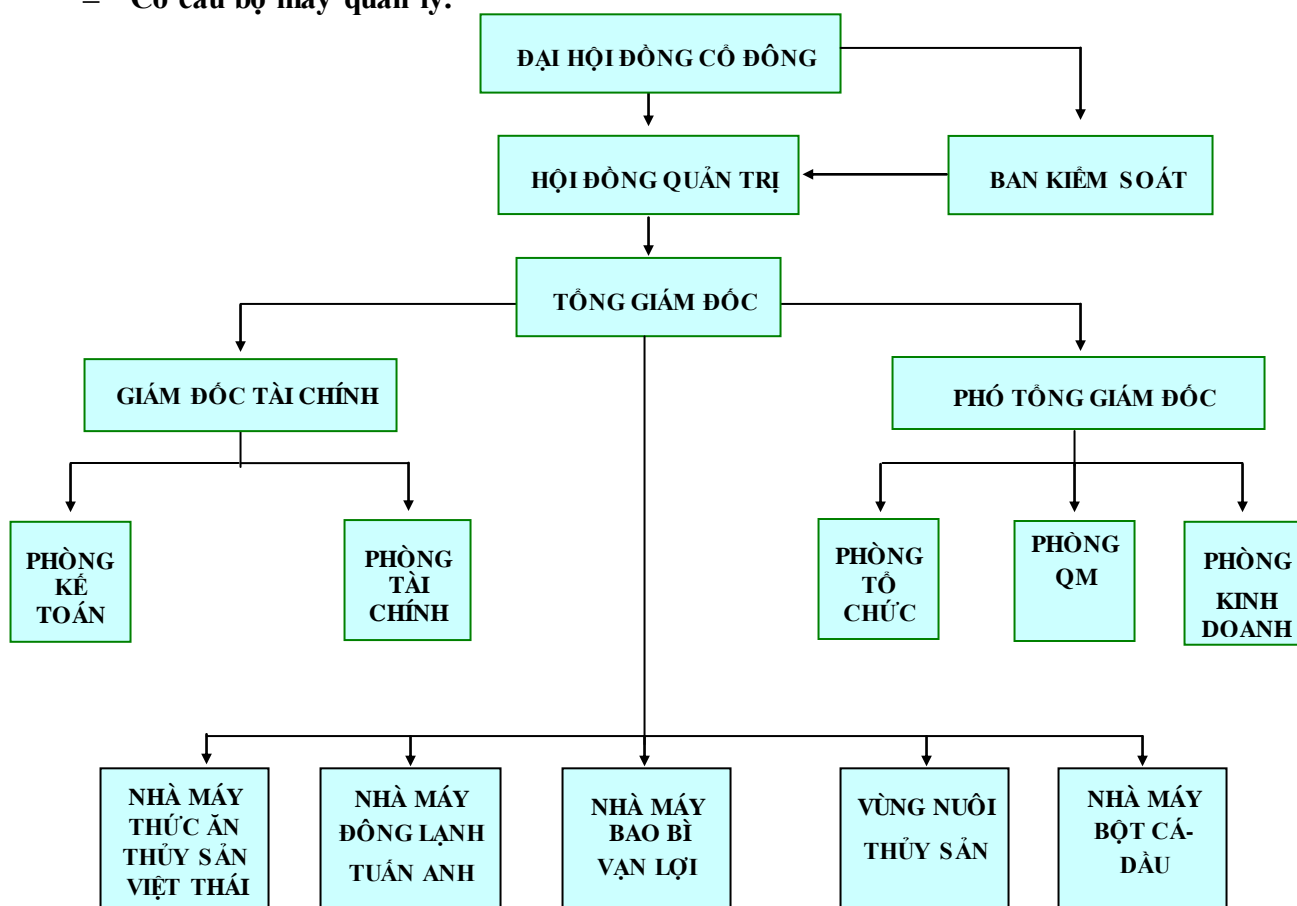 – Cơ cấu bộ máy quản lý:
ĐẠI HỘI ĐỒNG CỔ ĐÔNG
HỘI ĐỒNG QUẢN TRỊ
BAN KIỂM SOÁT
TỔNG GIÁM ĐỐC
GIÁM ĐỐC TÀI CHÍNH
PHÓ TỔNG GIÁM ĐỐC
PHÒNG
KẾ
TOÁN
PHÒNG
TÀI
CHÍNH
PHÒNG
TỔ
CHỨC
PHÒNG
QM
PHÒNG
KINH
DOANH
NHÀ MÁY
THỨC ĂN
THỦY SẢN
VIỆT THÁI
NHÀ MÁY
ĐÔNG LẠNH
TUẤN ANH
NHÀ MÁY
BAO BÌ
VẠN LỢI
VÙNG NUÔI
THỦY SẢN
NHÀ MÁY
BỘT CÁ-
DẦU